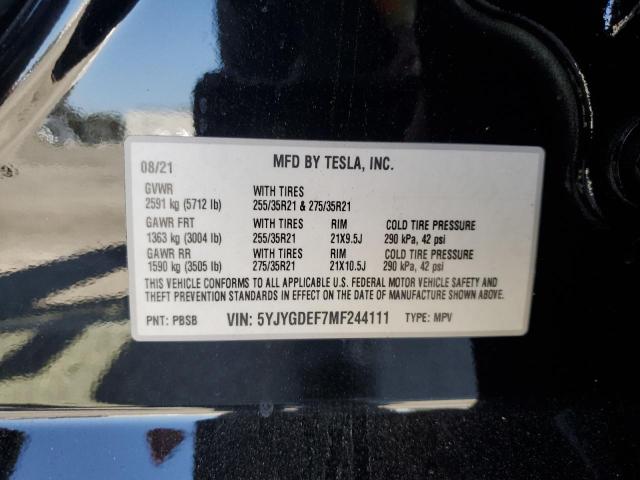 08/21 MFD BY TESLA, INC.
GVWR WITH TIRES
2591 kg (5712 lb) 255/35R21 & 275/35R21
GAWR FRT WITH TIRES RIM COLD TIRE PRESSURE
1363 kg (3004 lb) 255/35R21 21X9.5J 290 kPa, 42 psi
GAWR RR WITH TIRES RIM COLD TIRE PRESSURE
1590 kg (3505 lb) 275/35R21 21X10.5J 290 kPa, 42 psi
THIS VEHICLE CONFORMS TO ALL APPLICABLE U.S. FEDERAL MOTOR VEHICLE SAFETY AND
THEFT PREVENTION STANDARDS IN EFFECT ON THE DATE OF MANUFACTURE SHOWN ABOVE.
PNT: PBSB VIN: 5YJYGDEF7MF244111 TYPE: MPV